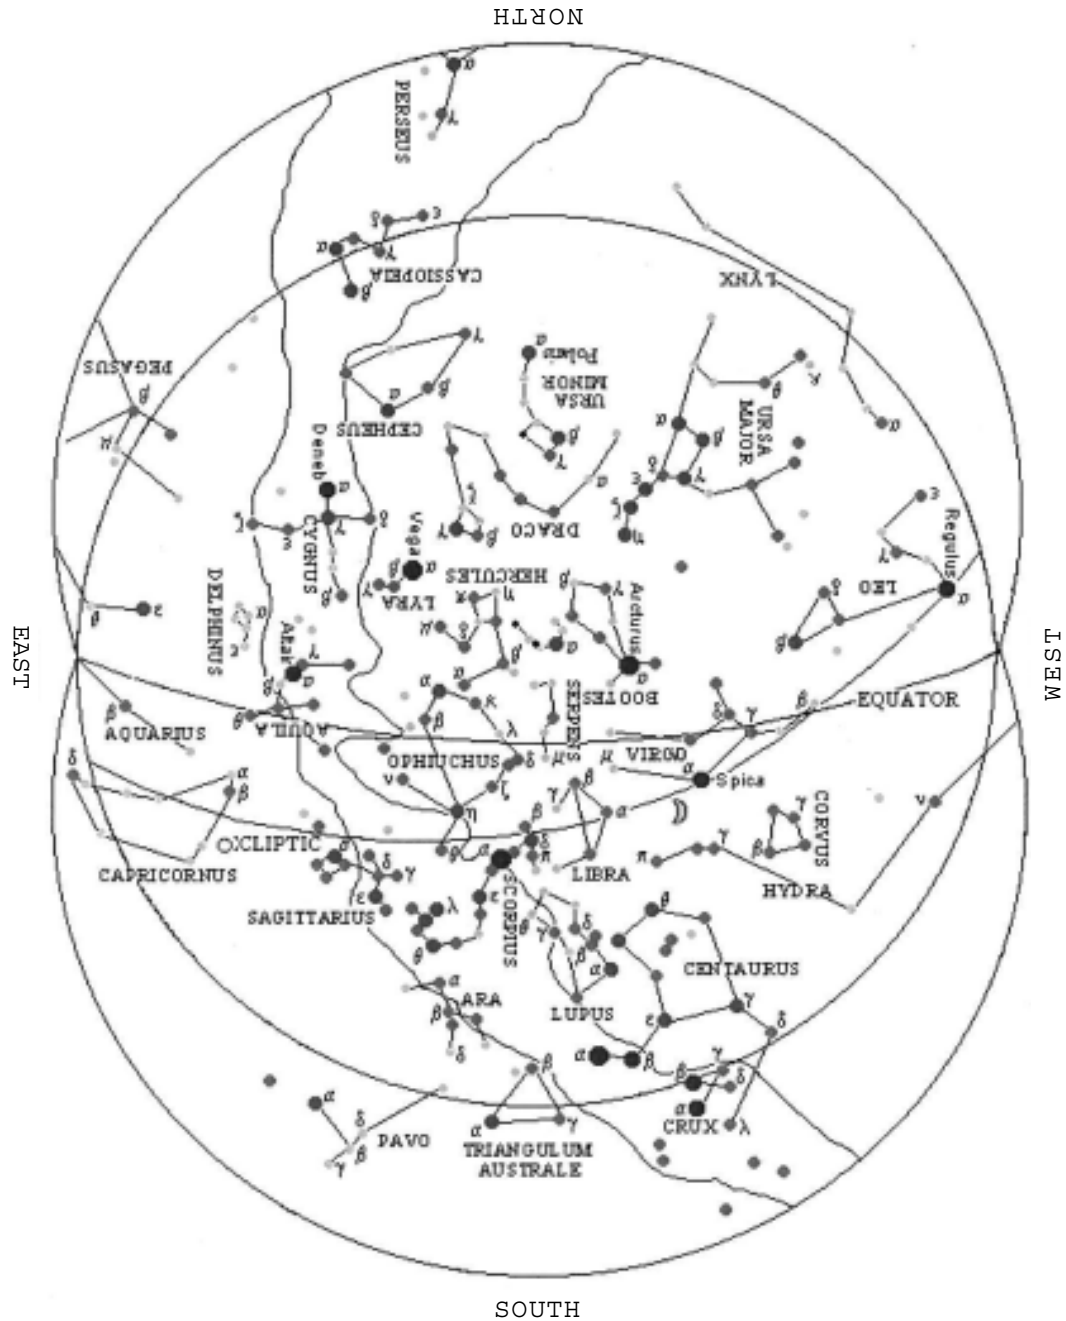 NORTH
α
PERSEUS
γ
δ ε
α γ
CASSIOPEIA
β
LYNX
γ
α
Polaris
PEGASUS
β
α β
URSA
MINOR
θ κ
URSA
MAJOR
α
CEPHEUS
μ
β
γ
α β
α
Deneb
α
δ γ
ε
ζ
ε
ζ γ δ
ε
CYGNUS
ζ
γ β
DRACO
η
Regulus
γ
Vega
α
β
γ
LYRA
β
HERCULES
π η
β γ
Arcturus
δ
LEO
α
θ ε
DELPHINUS
α
ε
μ
δ
α
β
β
EAST
WEST
Altair
γ
α
β
α
α
BOOTES
θ
AQUILA
β
AQUARIUS
α
β
κ
λ
SERPENS
δ γ
β
EQUATOR
OPHIUCHUS
δ
μ
μ
VIRGO
α
Spica
δ
α
β
ν
ζ
η
γ
β
α
β
γ
β
CORVUS
ν
ECLIPTIC
CAPRICORNUS
σ
δ
γ
ε
SAGITTARIUS
θ
α
δ
π
LIBRA
π
γ
HYDRA
λ
ε
θ
SCORPIUS
θ
γ
δ
β
α
θ
CENTAURUS
α
ARA
β
δ
LUPUS
ε
γ
δ
α β
β
γ
β δ
α
δ
β
γ
PAVO
α
γ
TRIANGULUM
AUSTRALE
α
CRUX
λ
SOUTH